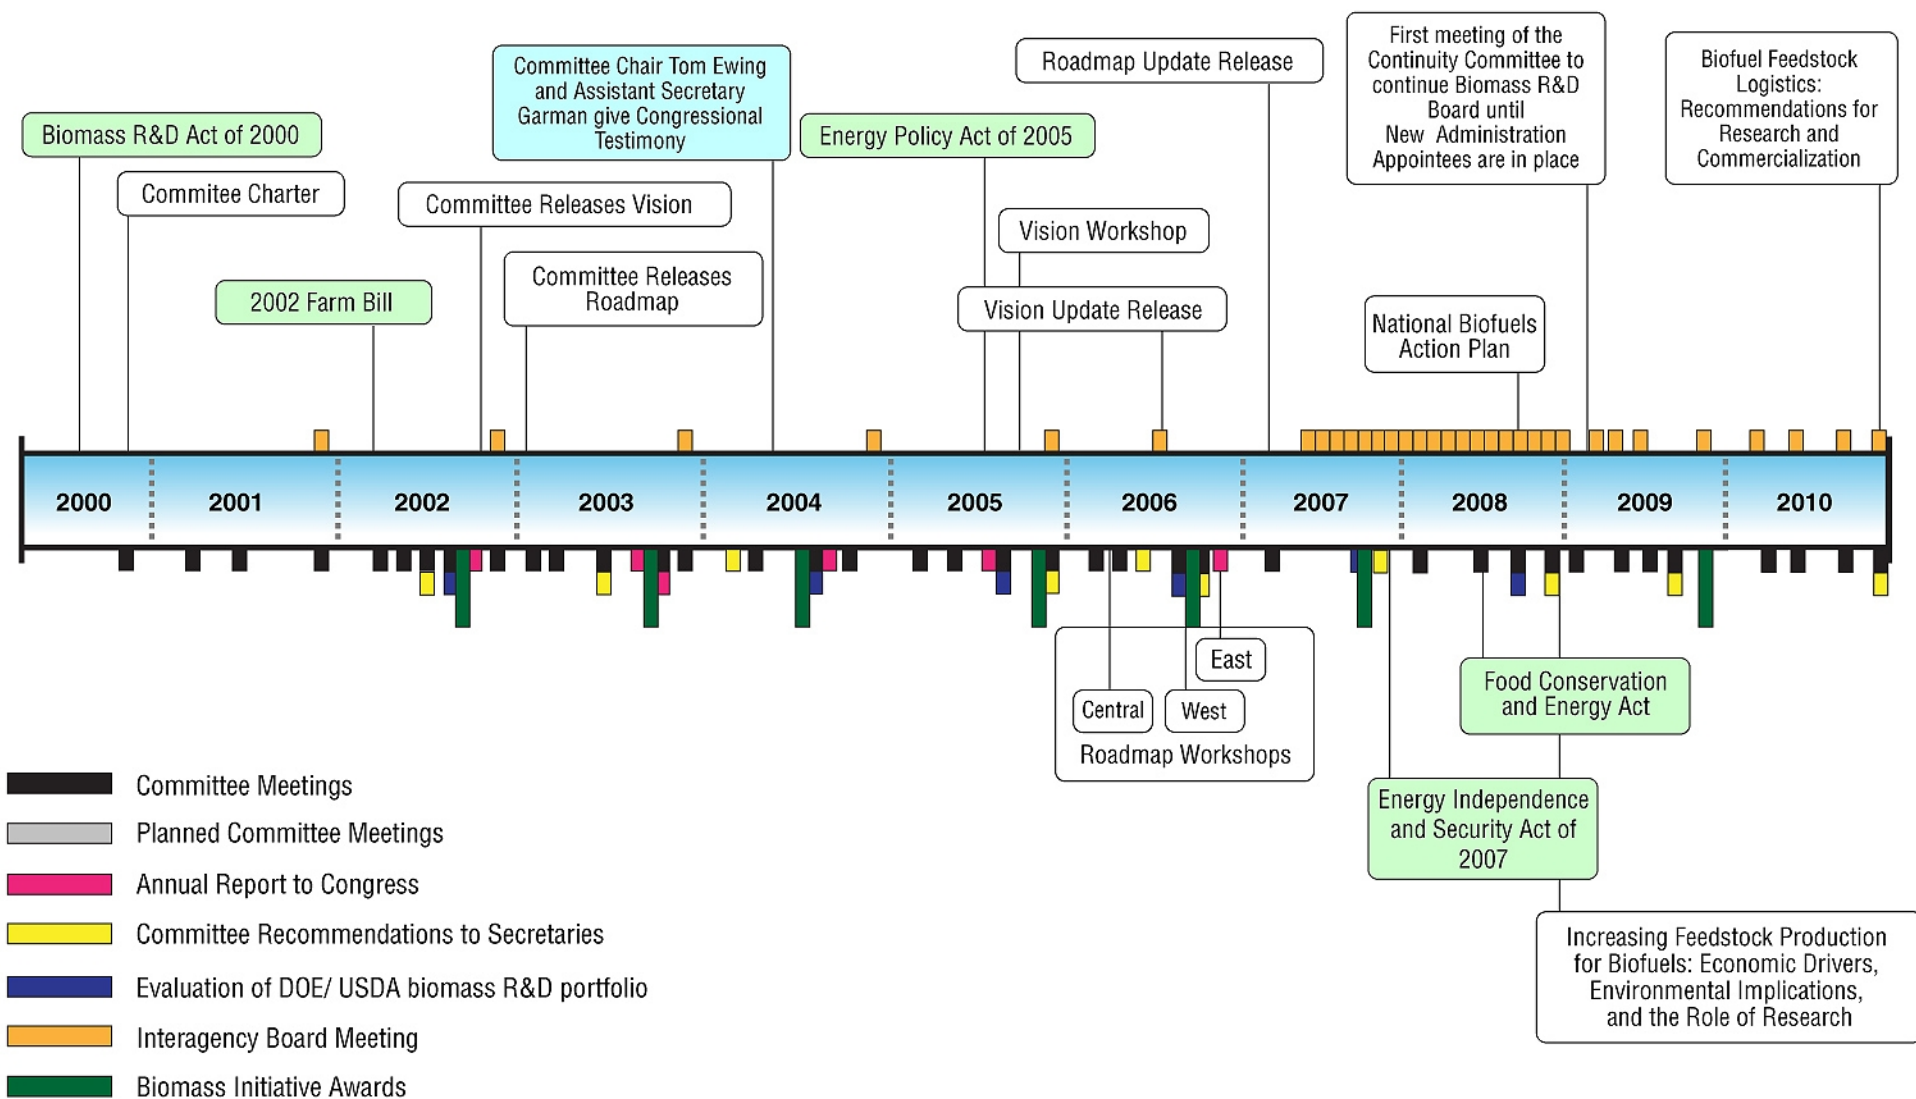 Biomass R&D Act of 2000
Commitee Charter
2002 Farm Bill
Committee Releases Vision
Committee Chair Tom Ewing
and Assistant Secretary
Garman give Congressional
Testimony
Committee Releases
Roadmap
Energy Policy Act of 2005
Roadmap Update Release
Vision Workshop
Vision Update Release
First meeting of the
Continuity Committee to
continue Biomass R&D
Board until
New Administration
Appointees are in place
National Biofuels
Action Plan
Biofuel Feedstock
Logistics:
Recommendations for
Research and
Commercialization
2000
2001
2002
2003
2004
2005
2006
2007
2008
2009
2010
East
Central
West
Roadmap Workshops
Food Conservation
and Energy Act
Energy Independence
and Security Act of
2007
Increasing Feedstock Production
for Biofuels: Economic Drivers,
Environmental Implications,
and the Role of Research
Committee Meetings
Planned Committee Meetings
Annual Report to Congress
Committee Recommendations to Secretaries
Evaluation of DOE/ USDA biomass R&D portfolio
Interagency Board Meeting
Biomass Initiative Awards